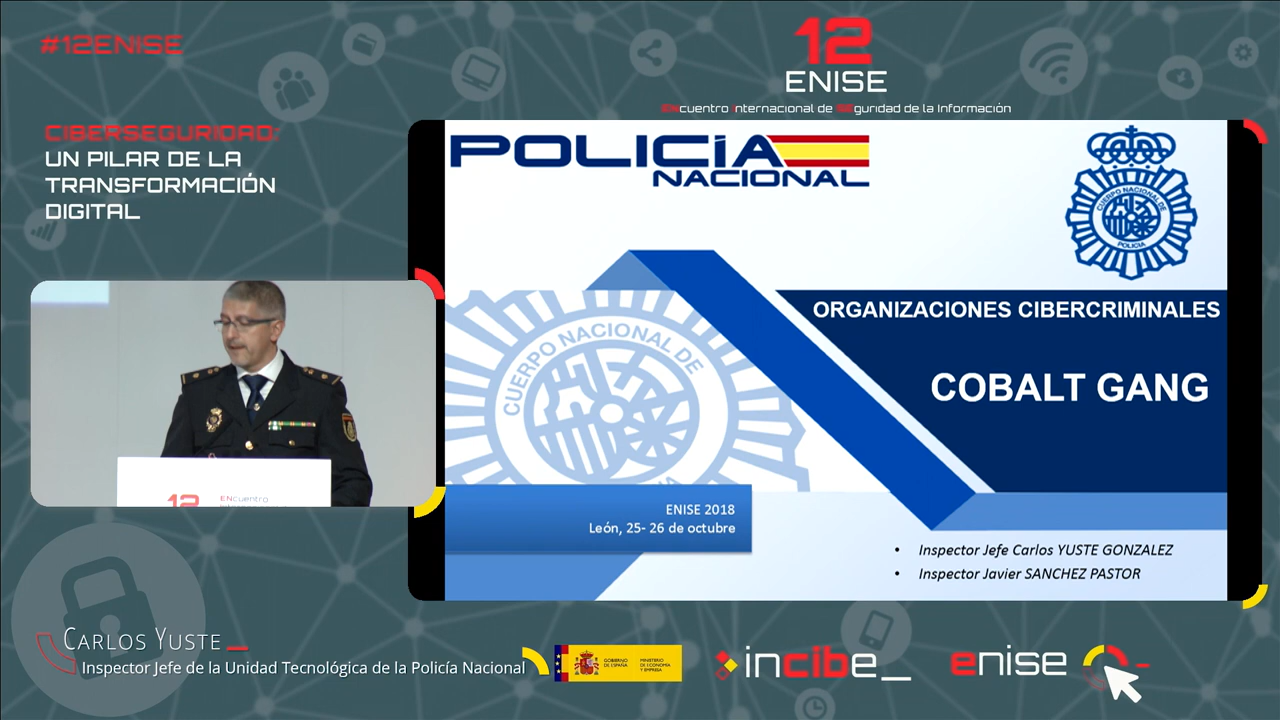 #12ENISE
12
ENISE
ENcuentro Internacional de SEguridad de la Información
CIBERSEGURIDAD:
UN PILAR DE LA
TRANSFORMACIÓN
DIGITAL
POLICÍA
NACIONAL
CUERPO NACIONAL DE
POLICIA
ORGANIZACIONES CIBERCRIMINALES
COBALT GANG
CUERPO NACIONAL DE
ENISE 2018
León, 25- 26 de octubre
• Inspector Jefe Carlos YUSTE GONZALEZ
• Inspector Javier SANCHEZ PASTOR
12
ENcuentro
CARLOS YUSTE
Inspector Jefe de la Unidad Tecnológica de la Policía Nacional
GOBIERNO
DE ESPAÑA
MINISTERIO
DE ECONOMÍA
Y EMPRESA
incibe_
enise